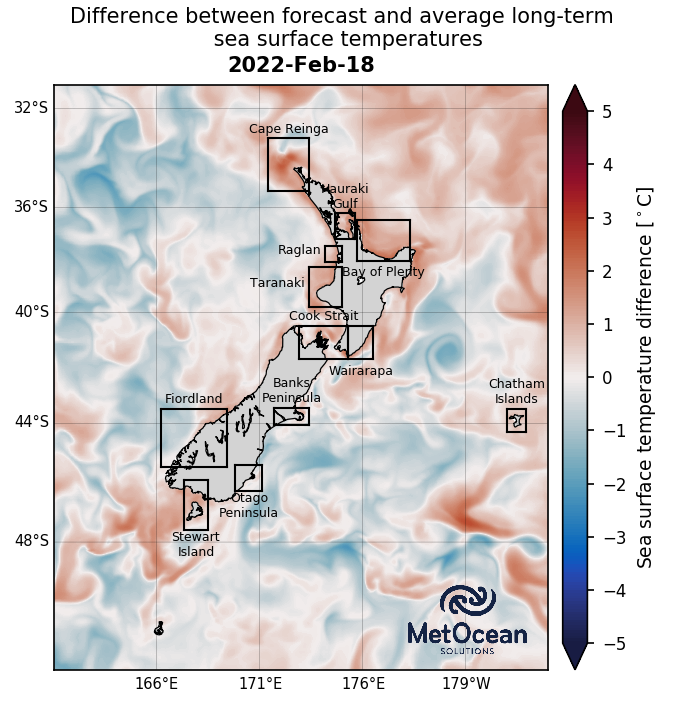 Difference between forecast and average long-term
sea surface temperatures
2022-Feb-18
32°S
36°S
40°S
44°S
48°S
Cape Reinga
Hauraki
Gulf
Raglan
Bay of Plenty
Taranaki
Cook Strait
Wairarapa
Banks
Peninsula
Fiordland
Chatham
Islands
Otago
Peninsula
Stewart
Island
MetOcean
SOLUTIONS
166°E
171°E
176°E
179°W
5
4
3
2
1
0
−1
−2
−3
−4
−5
Sea surface temperature difference [°C]